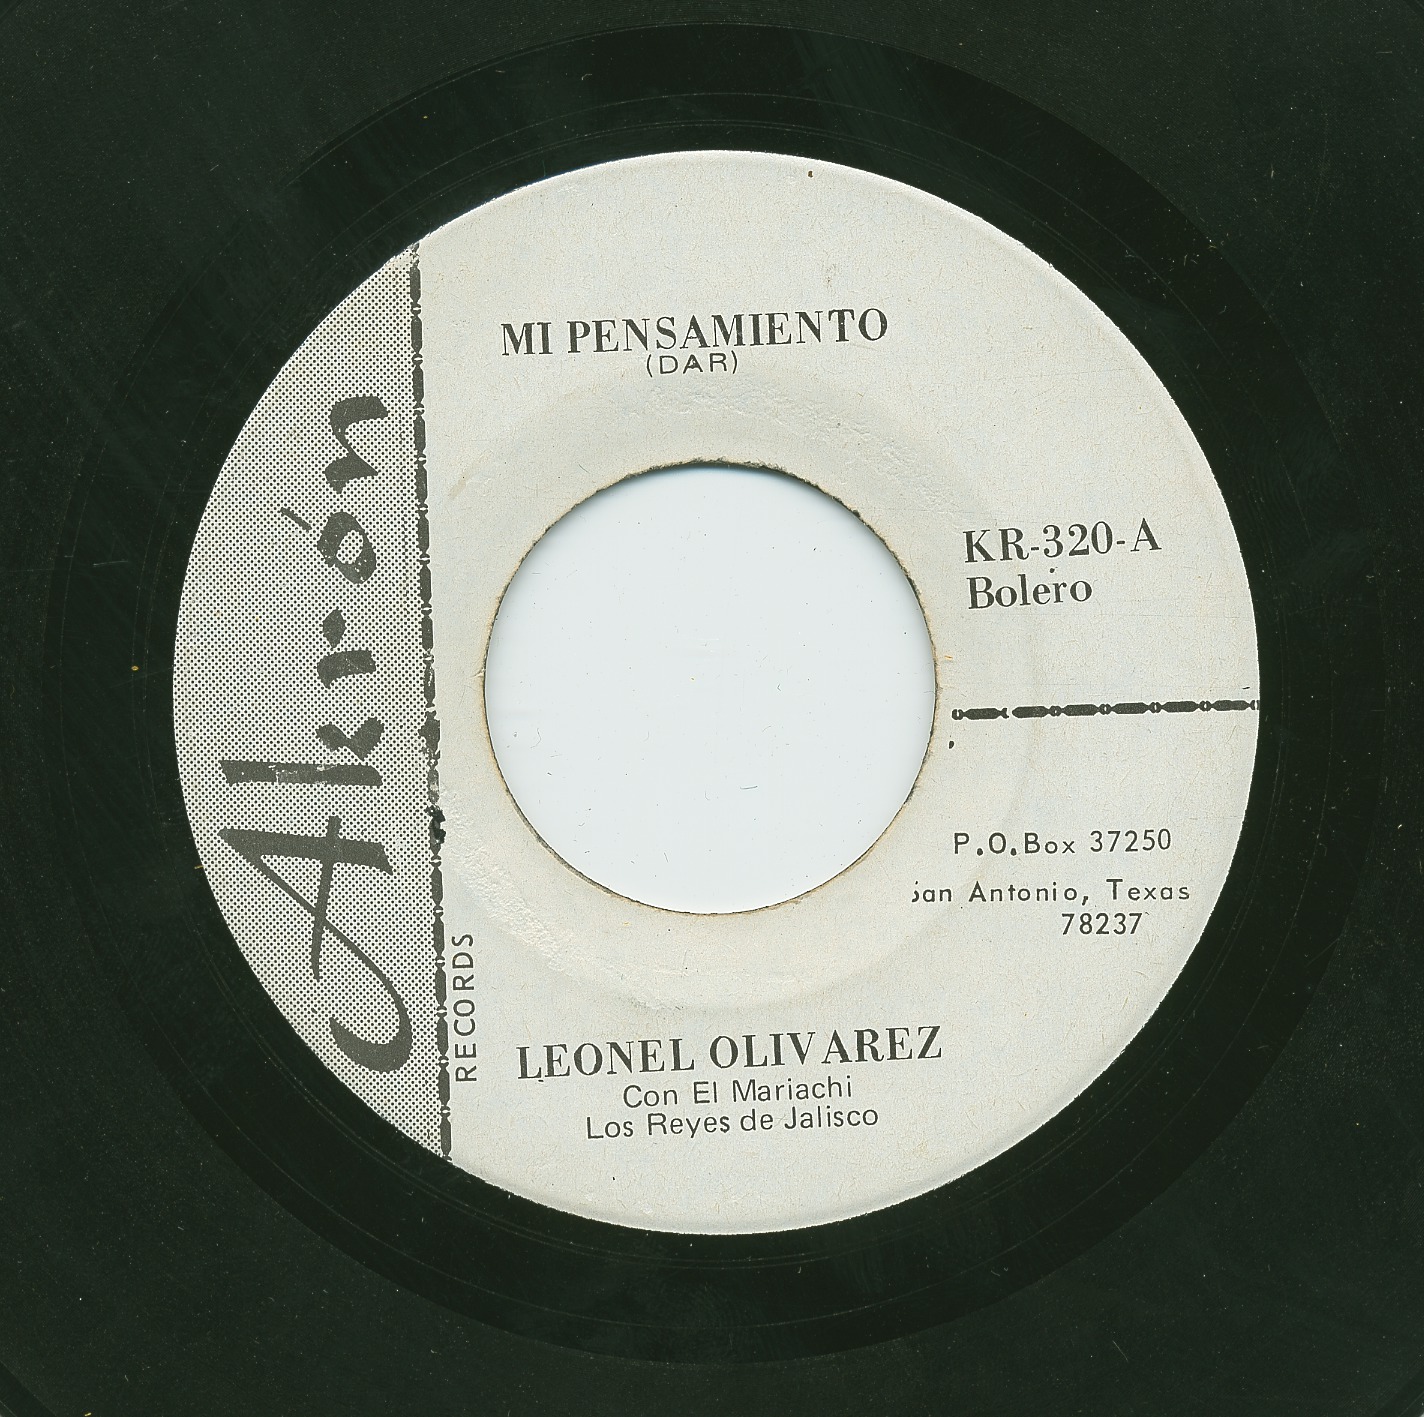 MI PENSAMIENTO
(DAR)
Akrón
RECORDS
KR-320-A
Bolero
P.O.Box 37250
San Antonio, Texas
78237
LEONEL OLIVAREZ
Con El Mariachi
Los Reyes de Jalisco